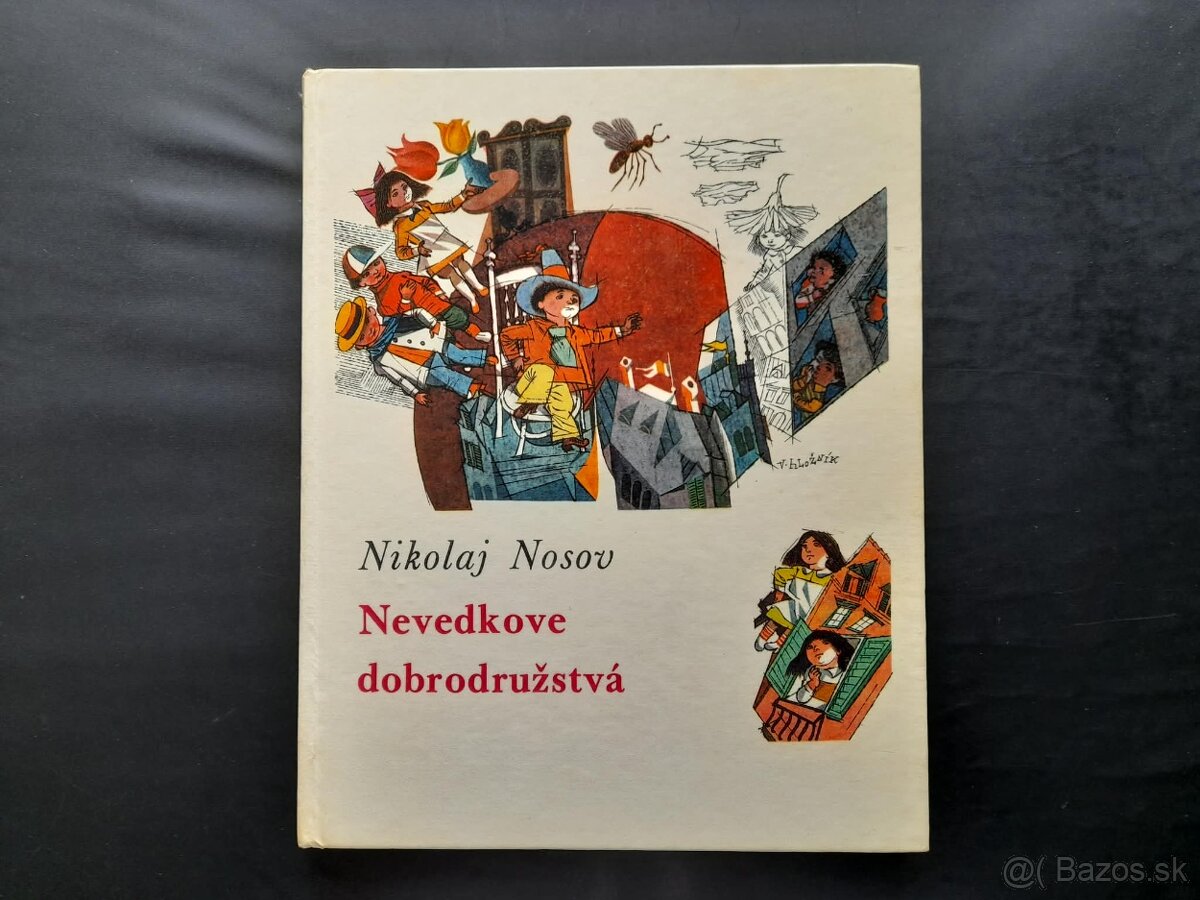 v. hložník
Nikolaj Nosov
Nevedkove
dobrodružstvá
@( Bazos.sk